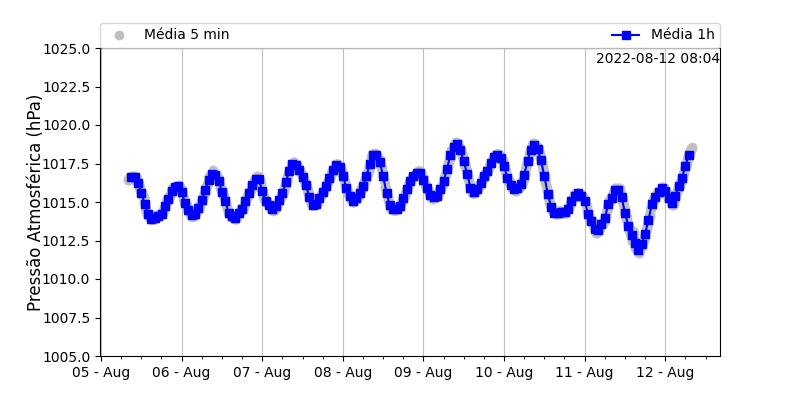 Média 5 min
Média 1h
2022-08-12 08:04
Pressão Atmosférica (hPa)
1025.0
1022.5
1020.0
1017.5
1015.0
1012.5
1010.0
1007.5
1005.0
05 - Aug
06 - Aug
07 - Aug
08 - Aug
09 - Aug
10 - Aug
11 - Aug
12 - Aug